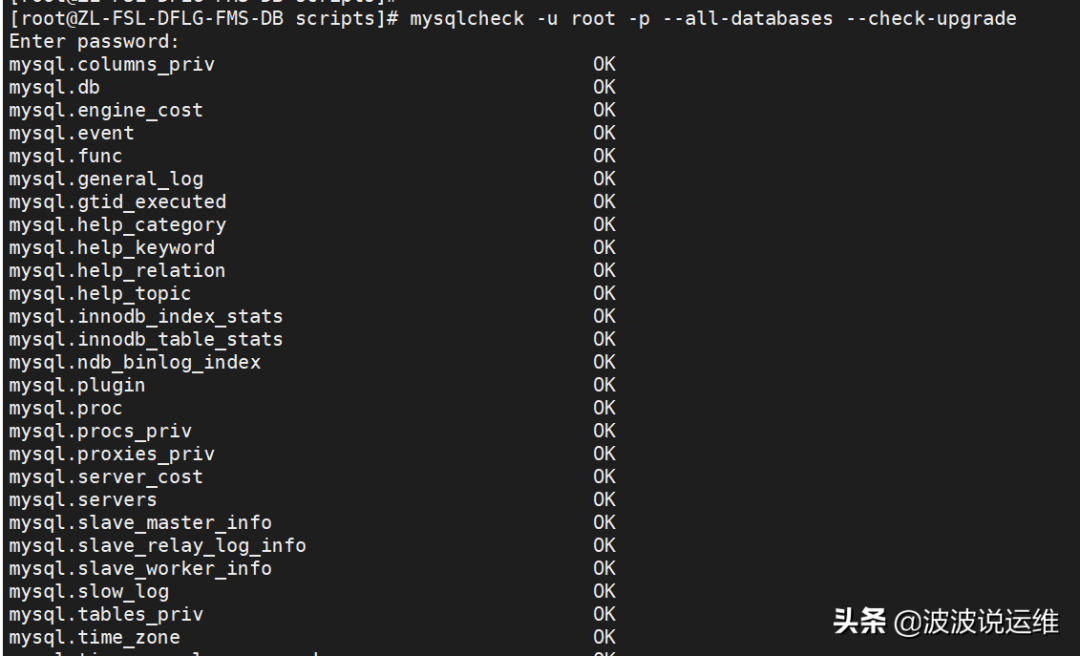 [root@ZL-FSL-DFLG-FMS-DB scripts]# mysqlcheck -u root -p --all-databases --check-upgrade
Enter password:
mysql.columns_priv OK
mysql.db OK
mysql.engine_cost OK
mysql.event OK
mysql.func OK
mysql.general_log OK
mysql.gtid_executed OK
mysql.help_category OK
mysql.help_keyword OK
mysql.help_relation OK
mysql.help_topic OK
mysql.innodb_index_stats OK
mysql.innodb_table_stats OK
mysql.ndb_binlog_index OK
mysql.plugin OK
mysql.proc OK
mysql.procs_priv OK
mysql.proxies_priv OK
mysql.server_cost OK
mysql.servers OK
mysql.slave_master_info OK
mysql.slave_relay_log_info OK
mysql.slave_worker_info OK
mysql.slow_log OK
mysql.tables_priv OK
mysql.time_zone OK
头条 @波波说运维